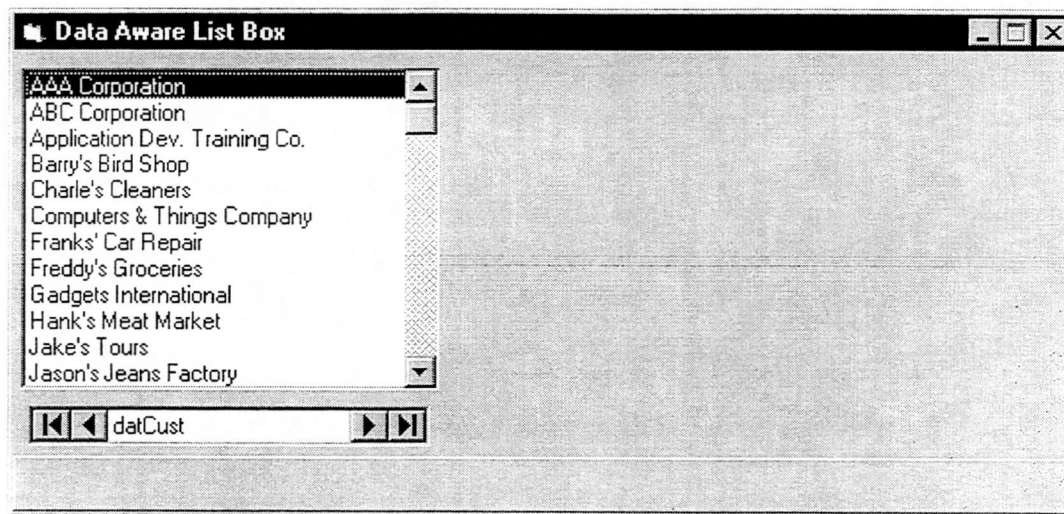 Data Aware List Box
AAA Corporation
ABC Corporation
Application Dev. Training Co.
Barry's Bird Shop
Charle's Cleaners
Computers & Things Company
Franks' Car Repair
Freddy's Groceries
Gadgets International
Hank's Meat Market
Jake's Tours
Jason's Jeans Factory
datCust